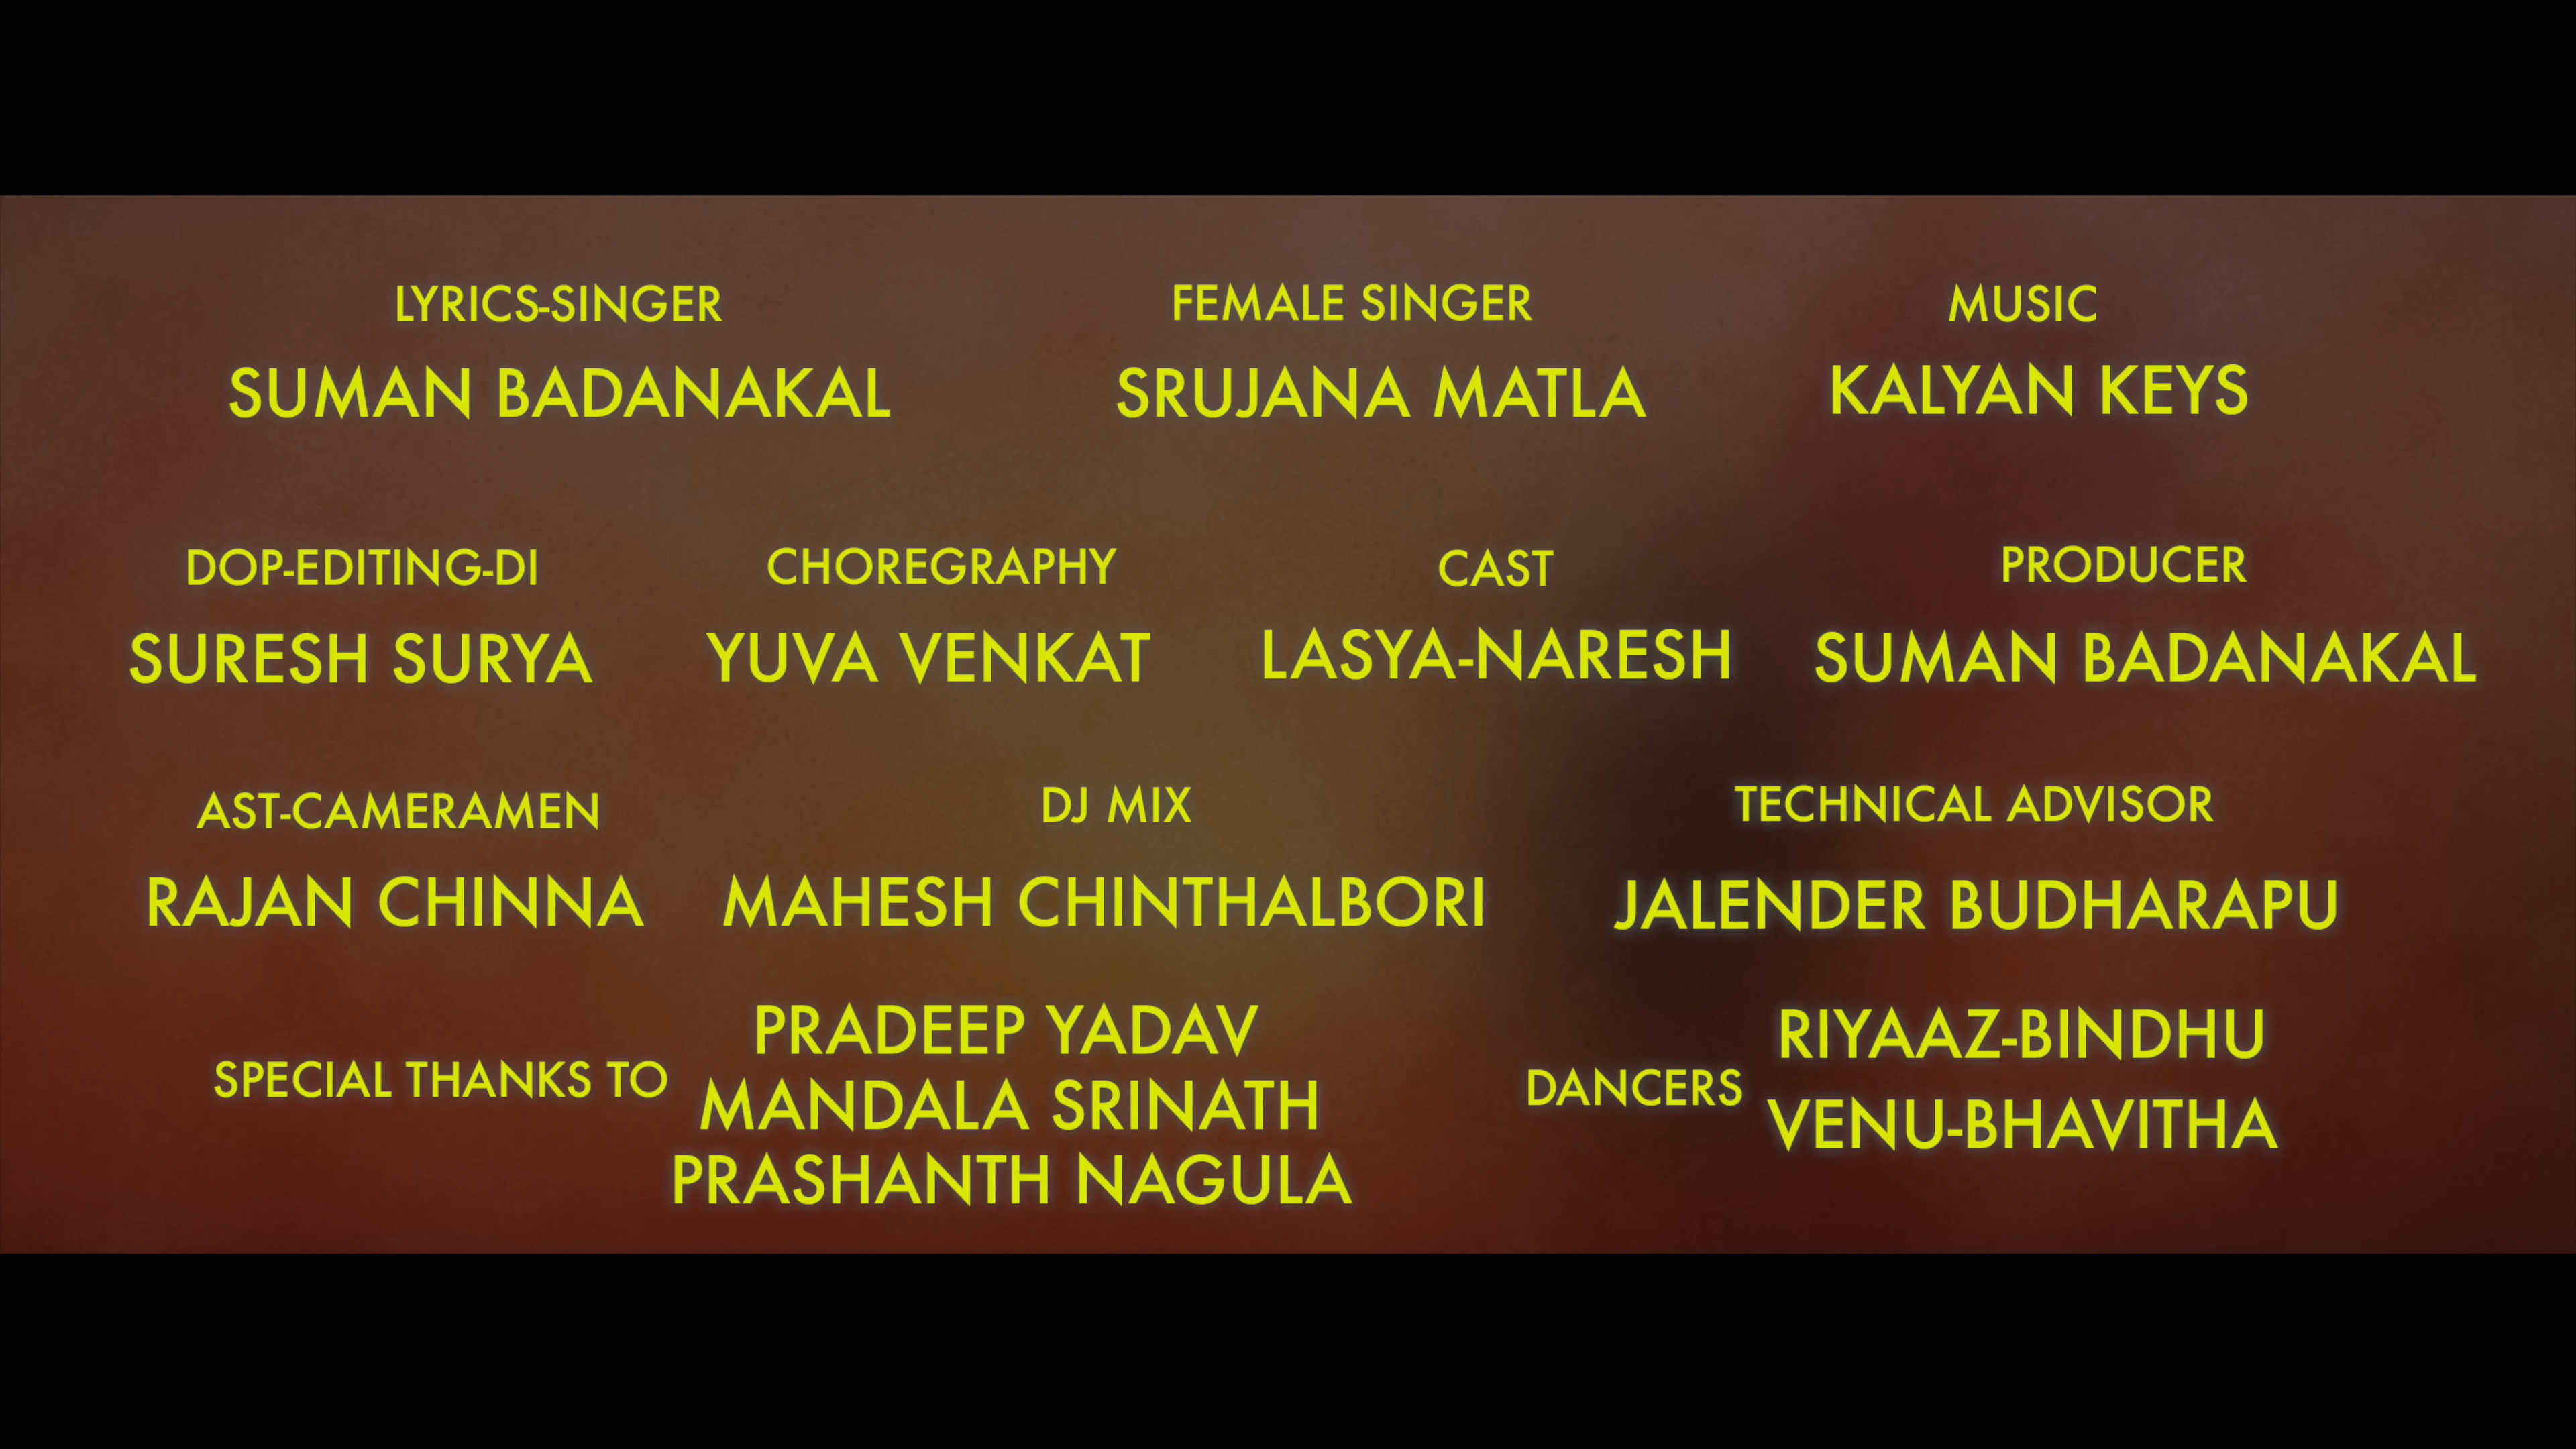 LYRICS-SINGER
SUMAN BADANAKAL
FEMALE SINGER
SRUJANA MATLA
MUSIC
KALYAN KEYS
DOP-EDITING-DI
SURESH SURYA
CHOREGRAPHY
YUVA VENKAT
CAST
LASYA-NARESH
PRODUCER
SUMAN BADANAKAL
AST-CAMERAMEN
RAJAN CHINNA
DJ MIX
MAHESH CHINTHALBORI
TECHNICAL ADVISOR
JALENDER BUDHARAPU
SPECIAL THANKS TO
PRADEEP YADAV
MANDALA SRINATH
PRASHANTH NAGULA
DANCERS
RIYAAZ-BINDHU
VENU-BHAVITHA